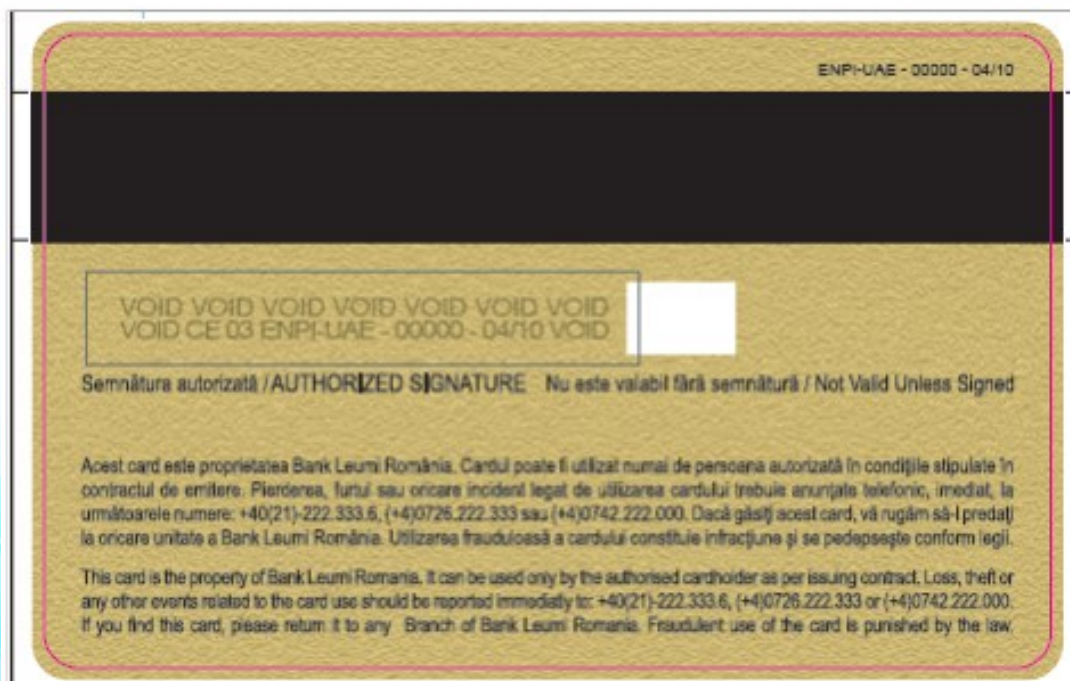 ENPI-UAE - 00000 - 04/10
VOID VOID VOID VOID VOID VOID VOID
VOID CE 03 ENPI-UAE - 00000 - 04/10 VOID
Semnătura autorizată / AUTHORIZED SIGNATURE Nu este valabil fără semnătură / Not Valid Unless Signed
Acest card este proprietatea Bank Leumi România. Cardul poate fi utilizat numai de persoana autorizată în condiţiile stipulate în
contractul de emitere. Pierderea, furtul sau oricare incident legat de utilizarea cardului trebuie anunţate telefonic, imediat, la
următoarele numere: +40(21)-222.333.6, (+4)0726.222.333 sau (+4)0742.222.000. Dacă găsiţi acest card, vă rugăm să-l predaţi
la oricare unitate a Bank Leumi România. Utilizarea frauduloasă a cardului constituie infracţiune şi se pedepseşte conform legii.
This card is the property of Bank Leumi Romania. It can be used only by the authorised cardholder as per issuing contract. Loss, theft or
any other events related to the card use should be reported immediatly to: +40(21)-222.333.6, (+4)0726.222.333 or (+4)0742.222.000.
If you find this card, please return it to any Branch of Bank Leumi Romania. Fraudulent use of the card is punished by the law.